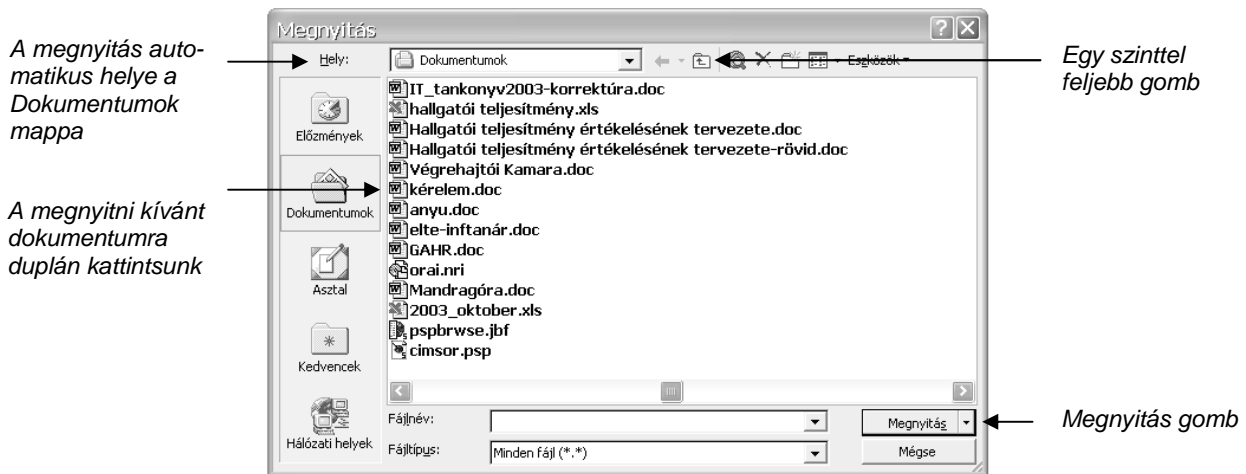 Megnyitás
A megnyitás auto-
matikus helye a
Dokumentumok
mappa
A megnyitni kívánt
dokumentumra
duplán kattintsunk
Hely:
Dokumentumok
Eszközök
Előzmények
Dokumentumok
Asztal
Kedvencek
Hálózati helyek
IT_tankonyv2003-korrektúra.doc
hallgatói teljesítmény.xls
Hallgatói teljesítmény értékelésének tervezete.doc
Hallgatói teljesítmény értékelésének tervezete-rövid.doc
Végrehajtói Kamara.doc
kérelem.doc
anyu.doc
elte-inftanár.doc
GAHR.doc
orai.nri
Mandragóra.doc
2003_oktober.xls
pspbrwse.jbf
cimsor.psp
Fájlnév:
Megnyitás
Fájltípus:
Minden fájl (*.*)
Mégse
Egy szinttel
feljebb gomb
Megnyitás gomb